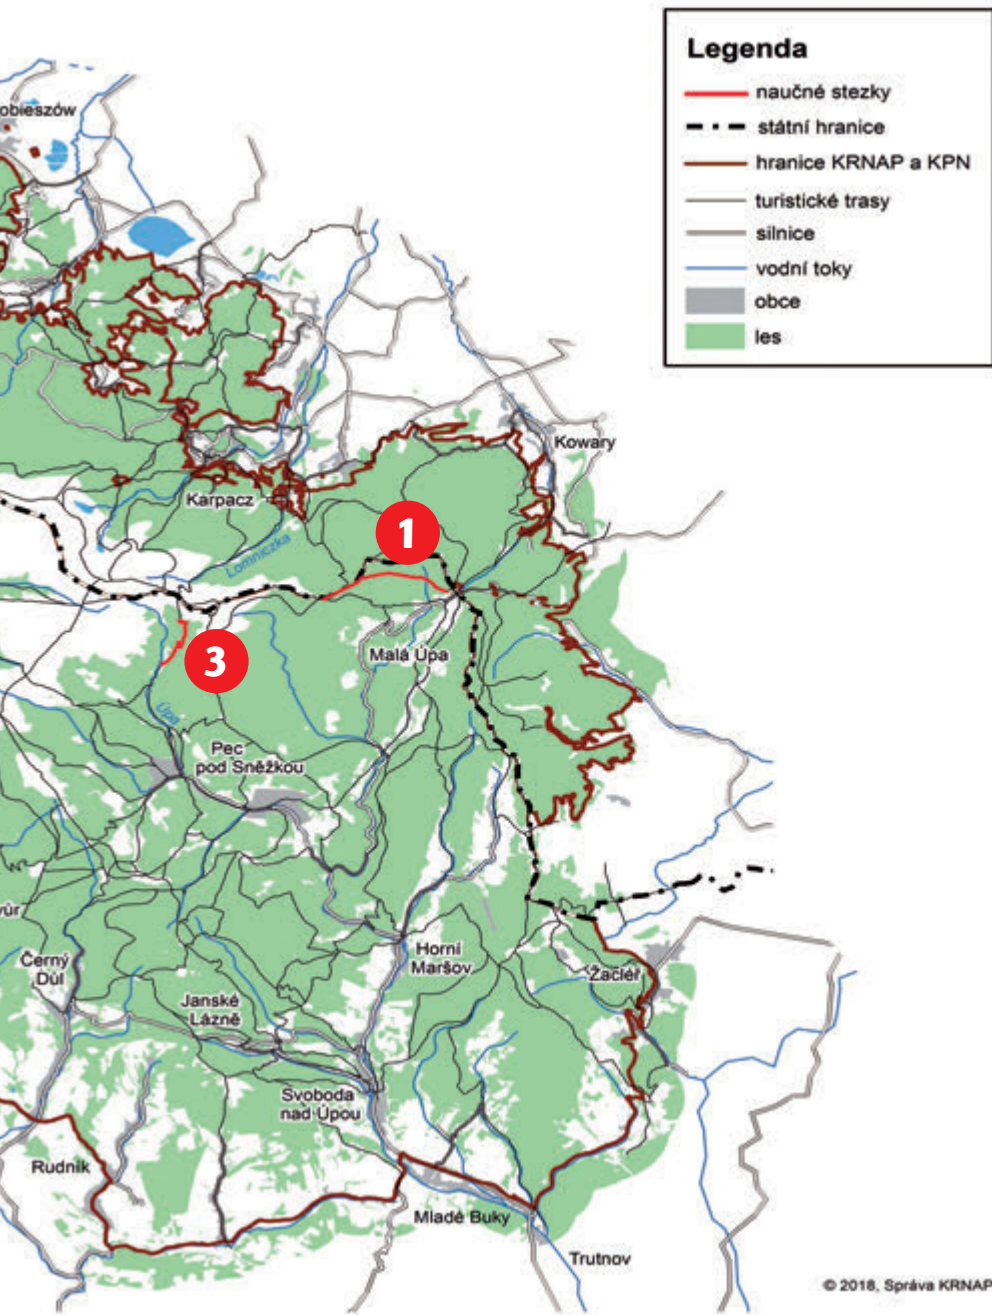 Legenda
naučné stezky
státní hranice
hranice KRNAP a KPN
turistické trasy
silnice
vodní toky
obce
les
obieszów
Kowary
Karpacz
1
Lomniczka
3
Malá Úpa
Úpa
Pec
pod Sněžkou
vůr
Černý
Důl
Horní
Maršov
Žacléř
Janské
Lázně
Svoboda
nad Úpou
Rudník
Mladé Buky
Trutnov
© 2018, Správa KRNAP